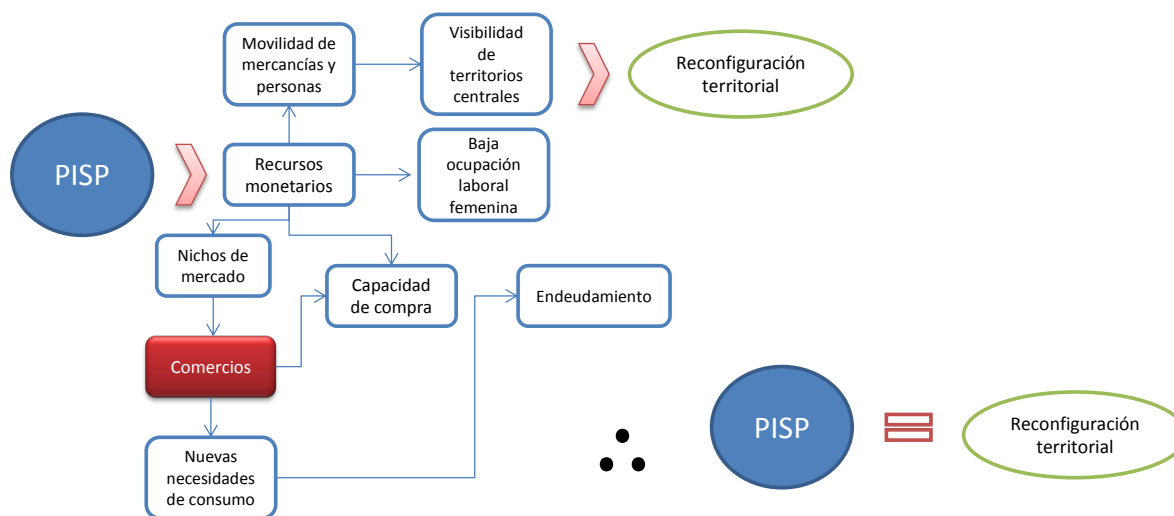 Movilidad de
mercancías y
personas
Visibilidad
de
territorios
centrales
Reconfiguración
territorial
PISP
Recursos
monetarios
Baja
ocupación
laboral
femenina
Nichos de
mercado
Capacidad
de compra
Endeudamiento
Comercios
PISP
Reconfiguración
territorial
Nuevas
necesidades
de consumo